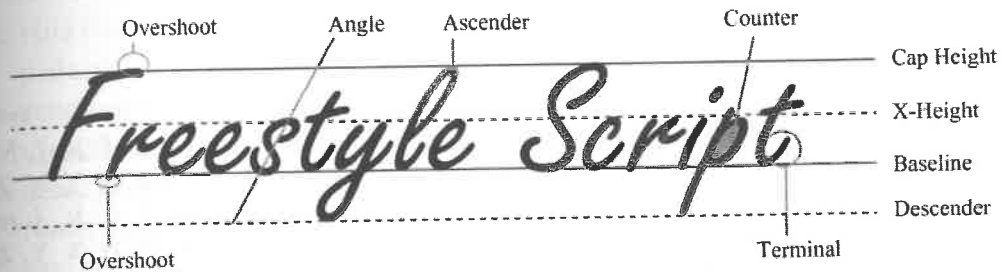 Overshoot Angle Ascender Counter
Cap Height
X-Height
Freestyle Script
Baseline
Descender
Overshoot Terminal